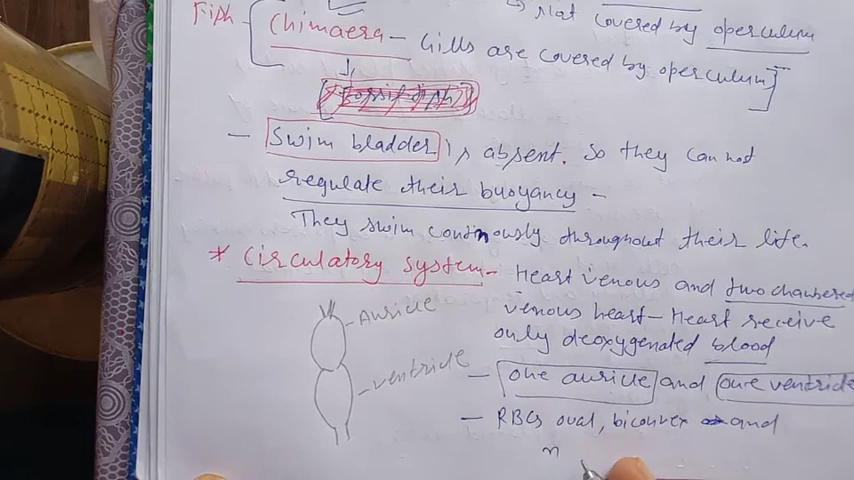 Not covered by operculum
Fish
Chimaera – Gills are covered by operculum]
– Swim bladder is absent. So they can not
regulate their buoyancy –
They swim continously throughout their life.
* Circulatory system – Heart venous and two chambered
venous heart – Heart receive
only deoxygenated blood
Auricle
ventricle
– one auricle and one ventricle
– RBCs oval, biconvex and
n